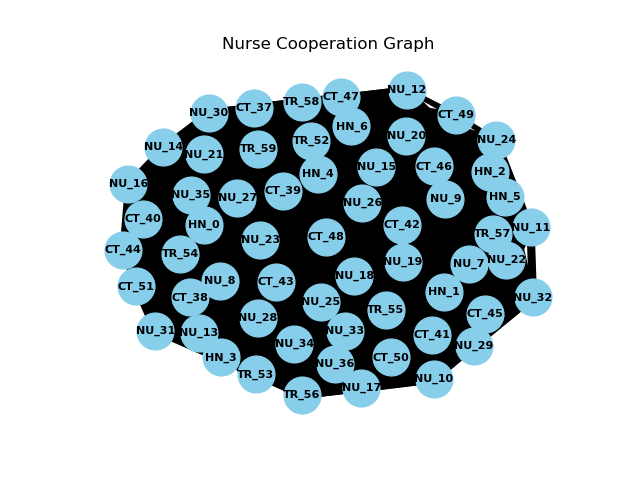 Nurse Cooperation Graph
NU_12
CT_47
TR_58
CT_37
NU_30
CT_49
HN_6
NU_20
NU_24
TR_52
NU_14
TR_59
NU_21
NU_15
CT_46
HN_2
HN_4
NU_16
CT_39
NU_35
NU_27
HN_5
NU_9
NU_26
CT_40
HN_0
CT_42
NU_11
TR_57
CT_48
NU_23
CT_44
TR_54
NU_22
NU_19
NU_7
NU_18
NU_8
CT_43
CT_51
HN_1
CT_38
NU_32
NU_25
TR_55
CT_45
NU_28
NU_31
NU_13
NU_33
CT_41
NU_34
NU_29
HN_3
CT_50
NU_36
TR_53
NU_10
NU_17
TR_56